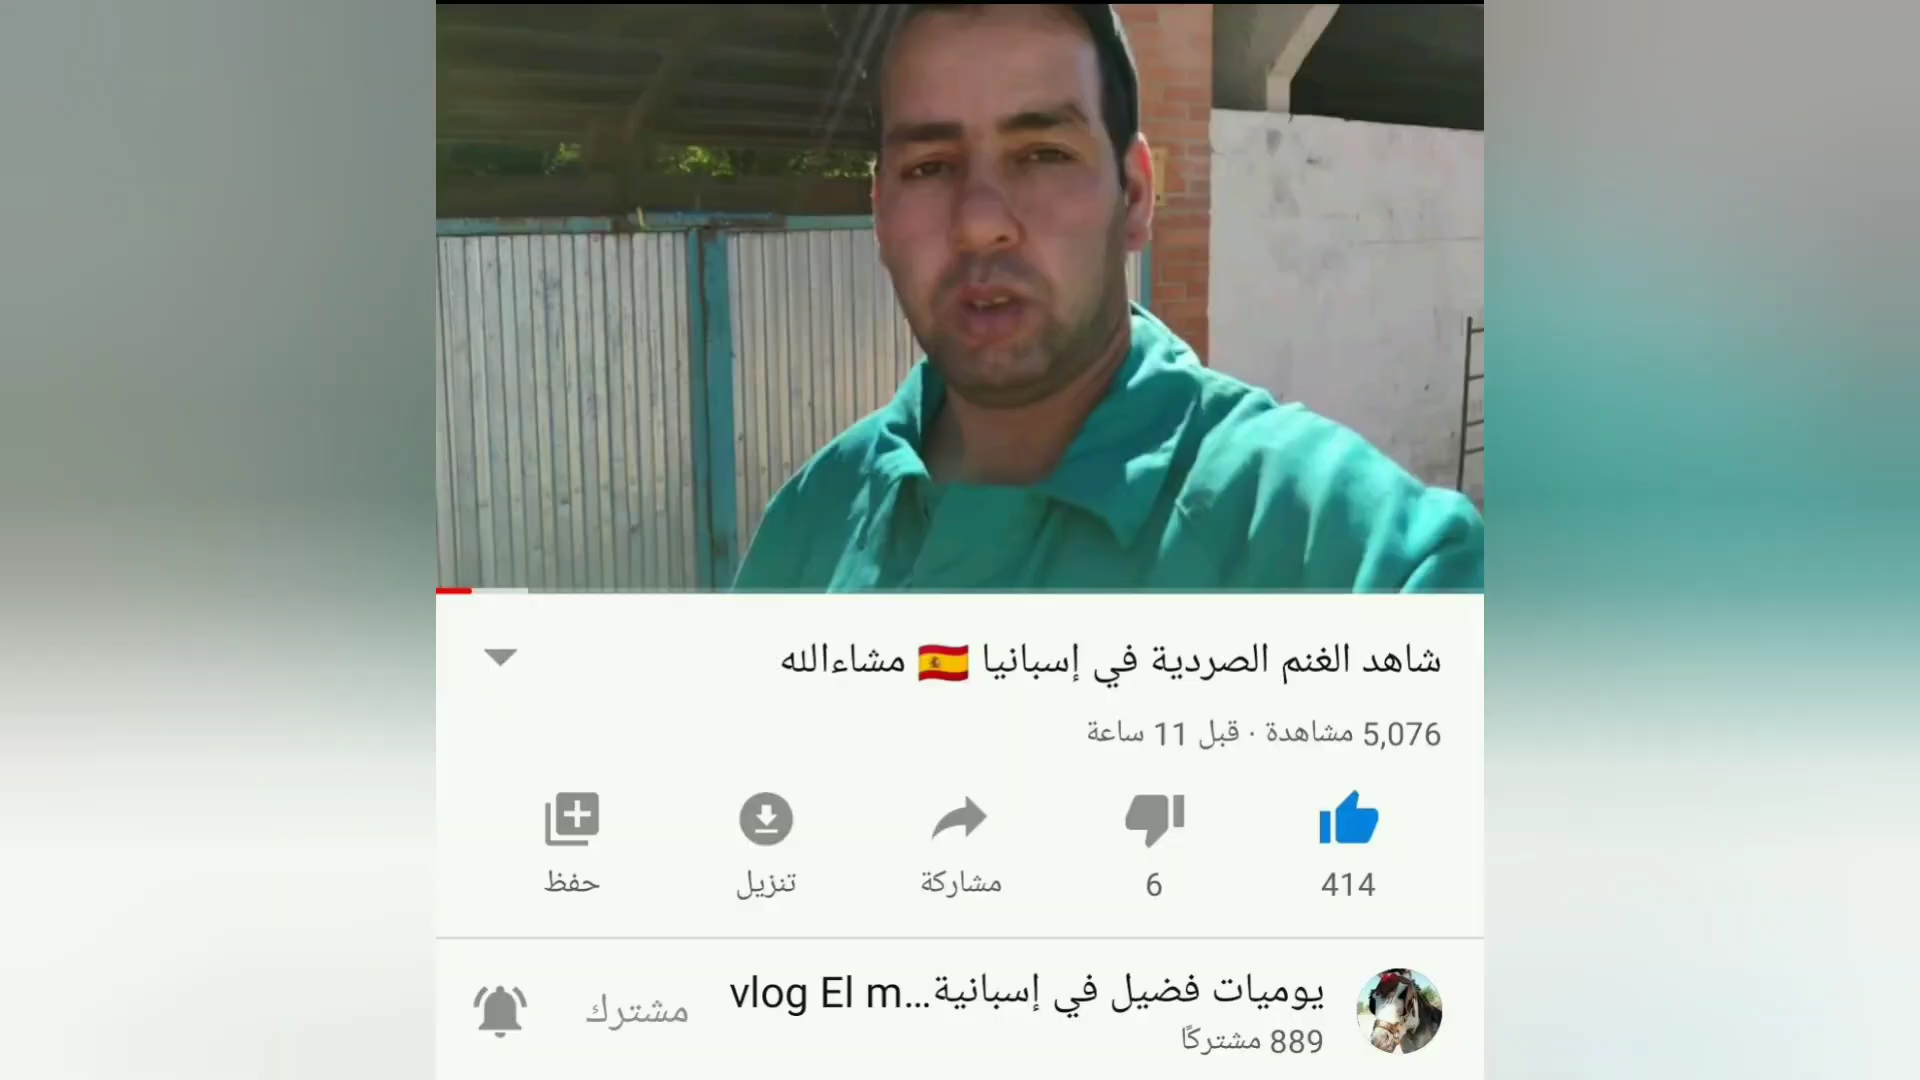 شاهد الغنم الصردية في إسبانيا 🇪🇸 مشاءالله
5,076 مشاهدة · قبل 11 ساعة
414
6
مشاركة
تنزيل
حفظ
يوميات فضيل في إسبانية...vlog El m
مشترك
889 مشتركًا